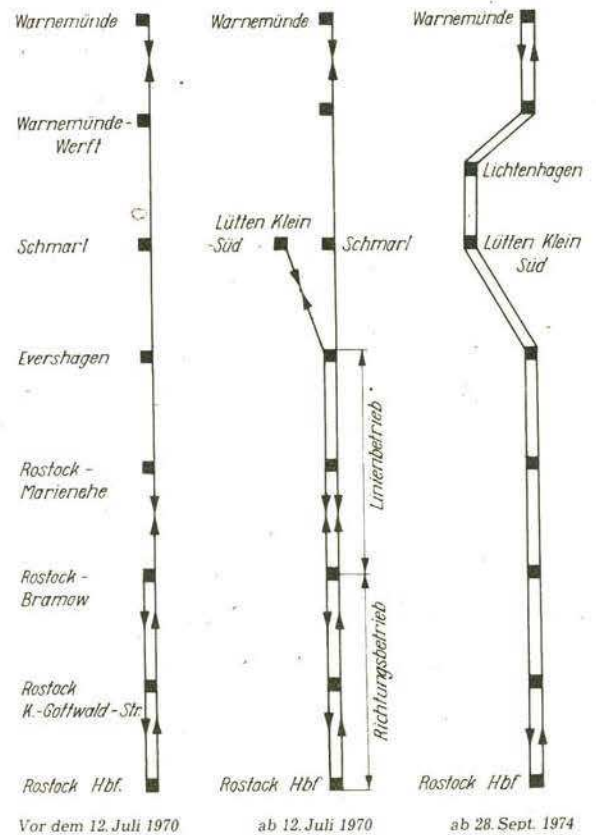 Warnemünde
Warnemünde-
Werft
Schmarl
Evershagen
Rostock-
Marienehe
Rostock-
Bramow
Rostock
K.-Gottwald-Str.
Rostock Hbf.
Vor dem 12. Juli 1970
Warnemünde
Lütten Klein
-Süd
Schmarl
Linienbetrieb
Richtungsbetrieb
Rostock Hbf
ab 12. Juli 1970
Warnemünde
Lichtenhagen
Lütten Klein
Süd
Rostock Hbf
ab 28. Sept. 1974